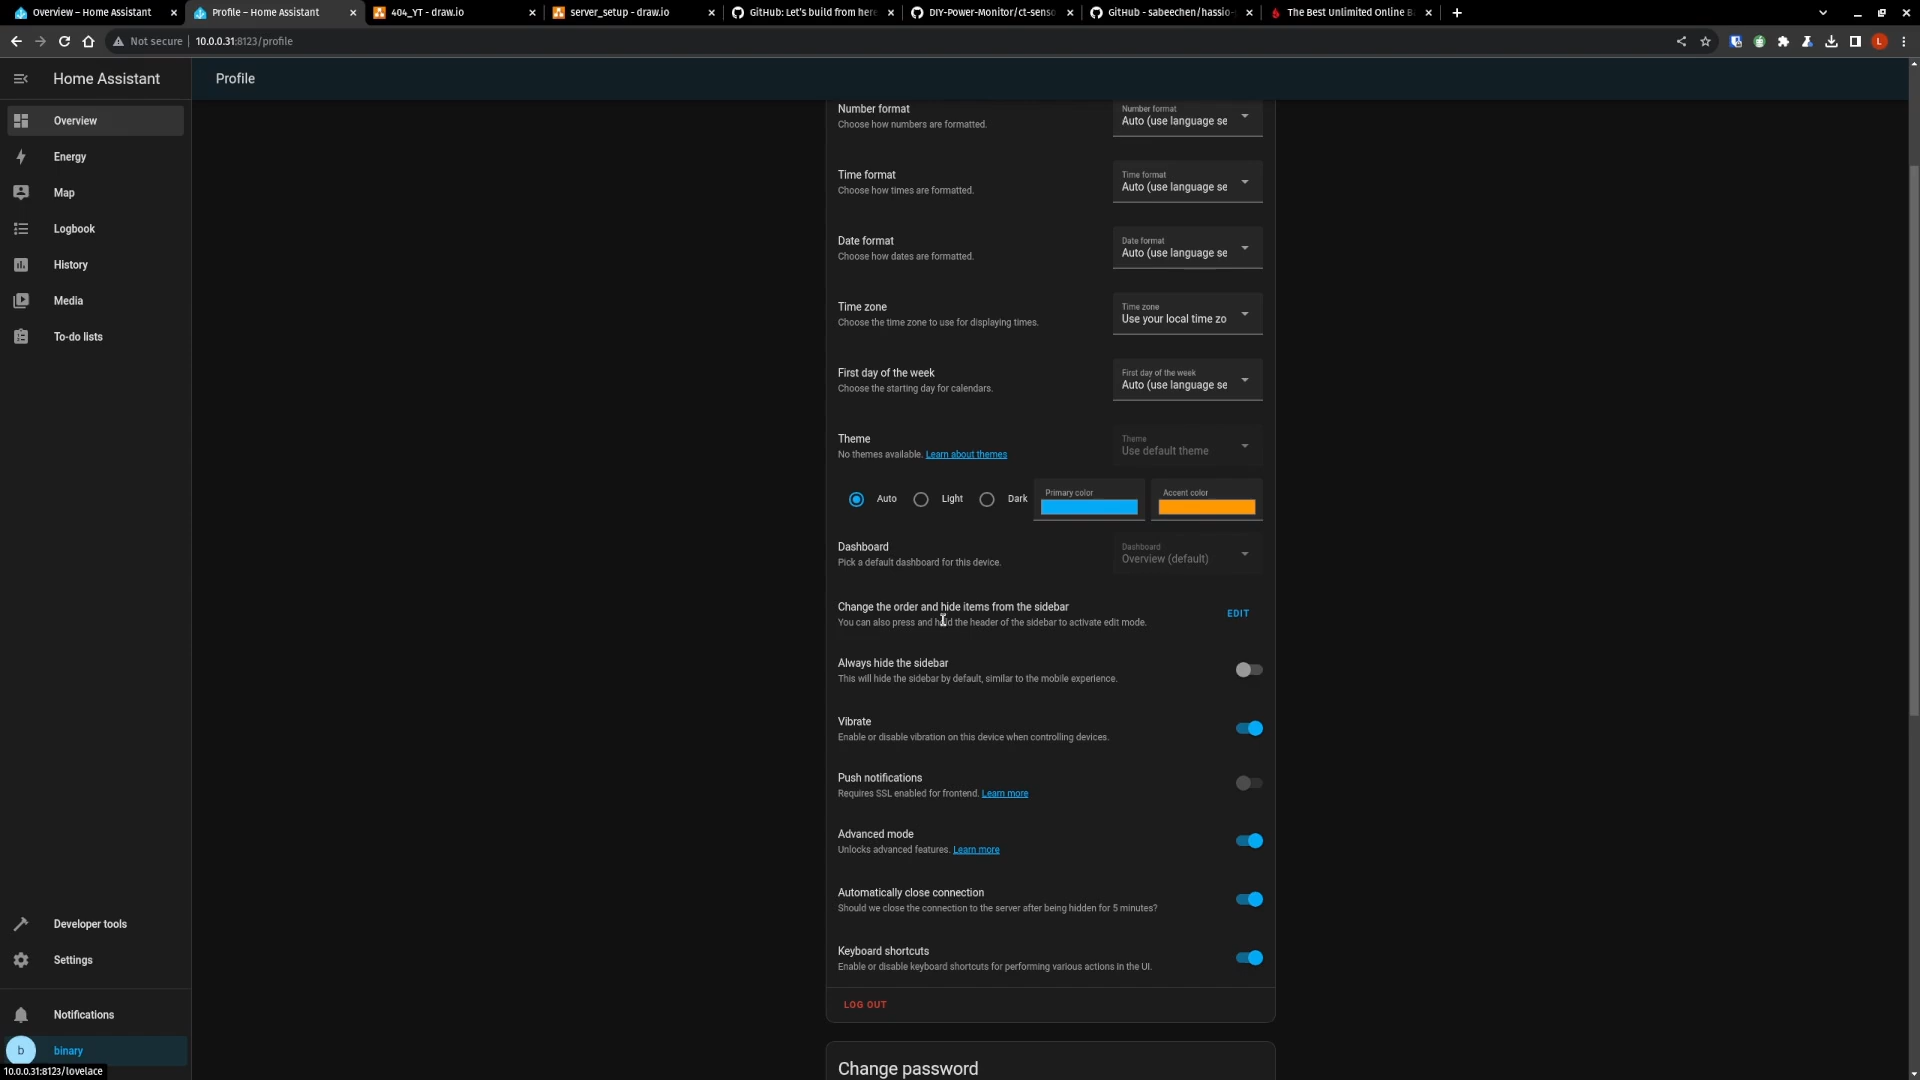 Overview – Home Assistant
Profile – Home Assistant
404_YT - draw.io
server_setup - draw.io
GitHub: Let's build from here
DIY-Power-Monitor/ct-senso
GitHub - sabeechen/hassio-
The Best Unlimited Online B
Not secure
10.0.0.31:8123/profile
L
Home Assistant
Profile
Overview
Energy
Map
Logbook
History
Media
To-do lists
Developer tools
Settings
Notifications
b
binary
10.0.0.31:8123/lovelace
Number format
Choose how numbers are formatted.
Number format
Auto (use language se
Time format
Choose how times are formatted.
Time format
Auto (use language se
Date format
Choose how dates are formatted.
Date format
Auto (use language se
Time zone
Choose the time zone to use for displaying times.
Time zone
Use your local time zo
First day of the week
Choose the starting day for calendars.
First day of the week
Auto (use language se
Theme
No themes available. Learn about themes
Theme
Use default theme
Auto
Light
Dark
Primary color
Accent color
Dashboard
Pick a default dashboard for this device.
Dashboard
Overview (default)
Change the order and hide items from the sidebar
You can also press and hold the header of the sidebar to activate edit mode.
EDIT
Always hide the sidebar
This will hide the sidebar by default, similar to the mobile experience.
Vibrate
Enable or disable vibration on this device when controlling devices.
Push notifications
Requires SSL enabled for frontend. Learn more
Advanced mode
Unlocks advanced features. Learn more
Automatically close connection
Should we close the connection to the server after being hidden for 5 minutes?
Keyboard shortcuts
Enable or disable keyboard shortcuts for performing various actions in the UI.
LOG OUT
Change password